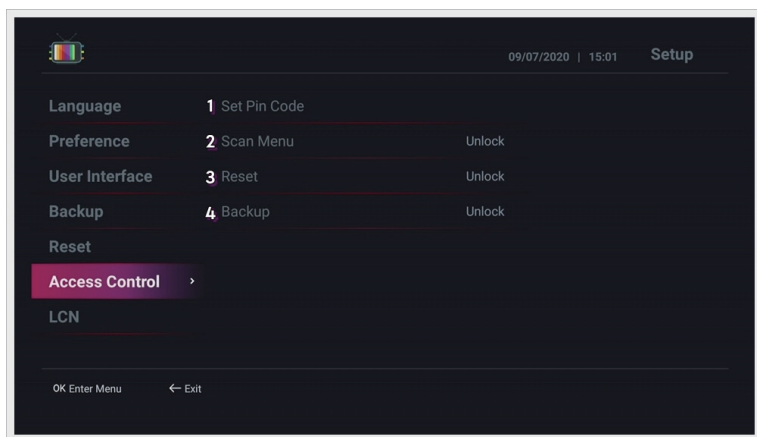 09/07/2020 | 15:01 Setup
Language 1 Set Pin Code
Preference 2 Scan Menu Unlock
User Interface 3 Reset Unlock
Backup 4 Backup Unlock
Reset
Access Control ›
LCN
OK Enter Menu ← Exit